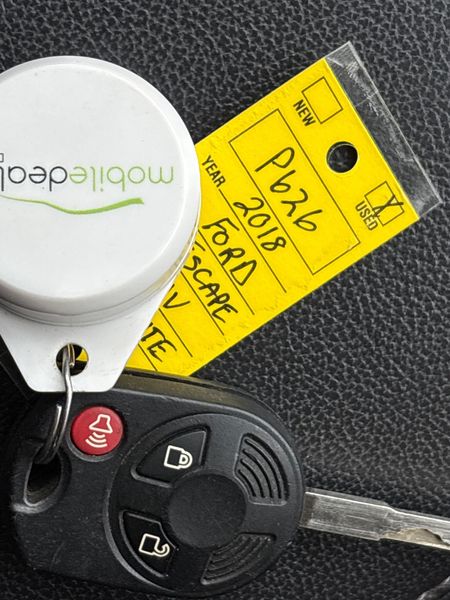 mobiledeal
NEW
X
USED
P626
YEAR 2018
FORD
ESCAPE